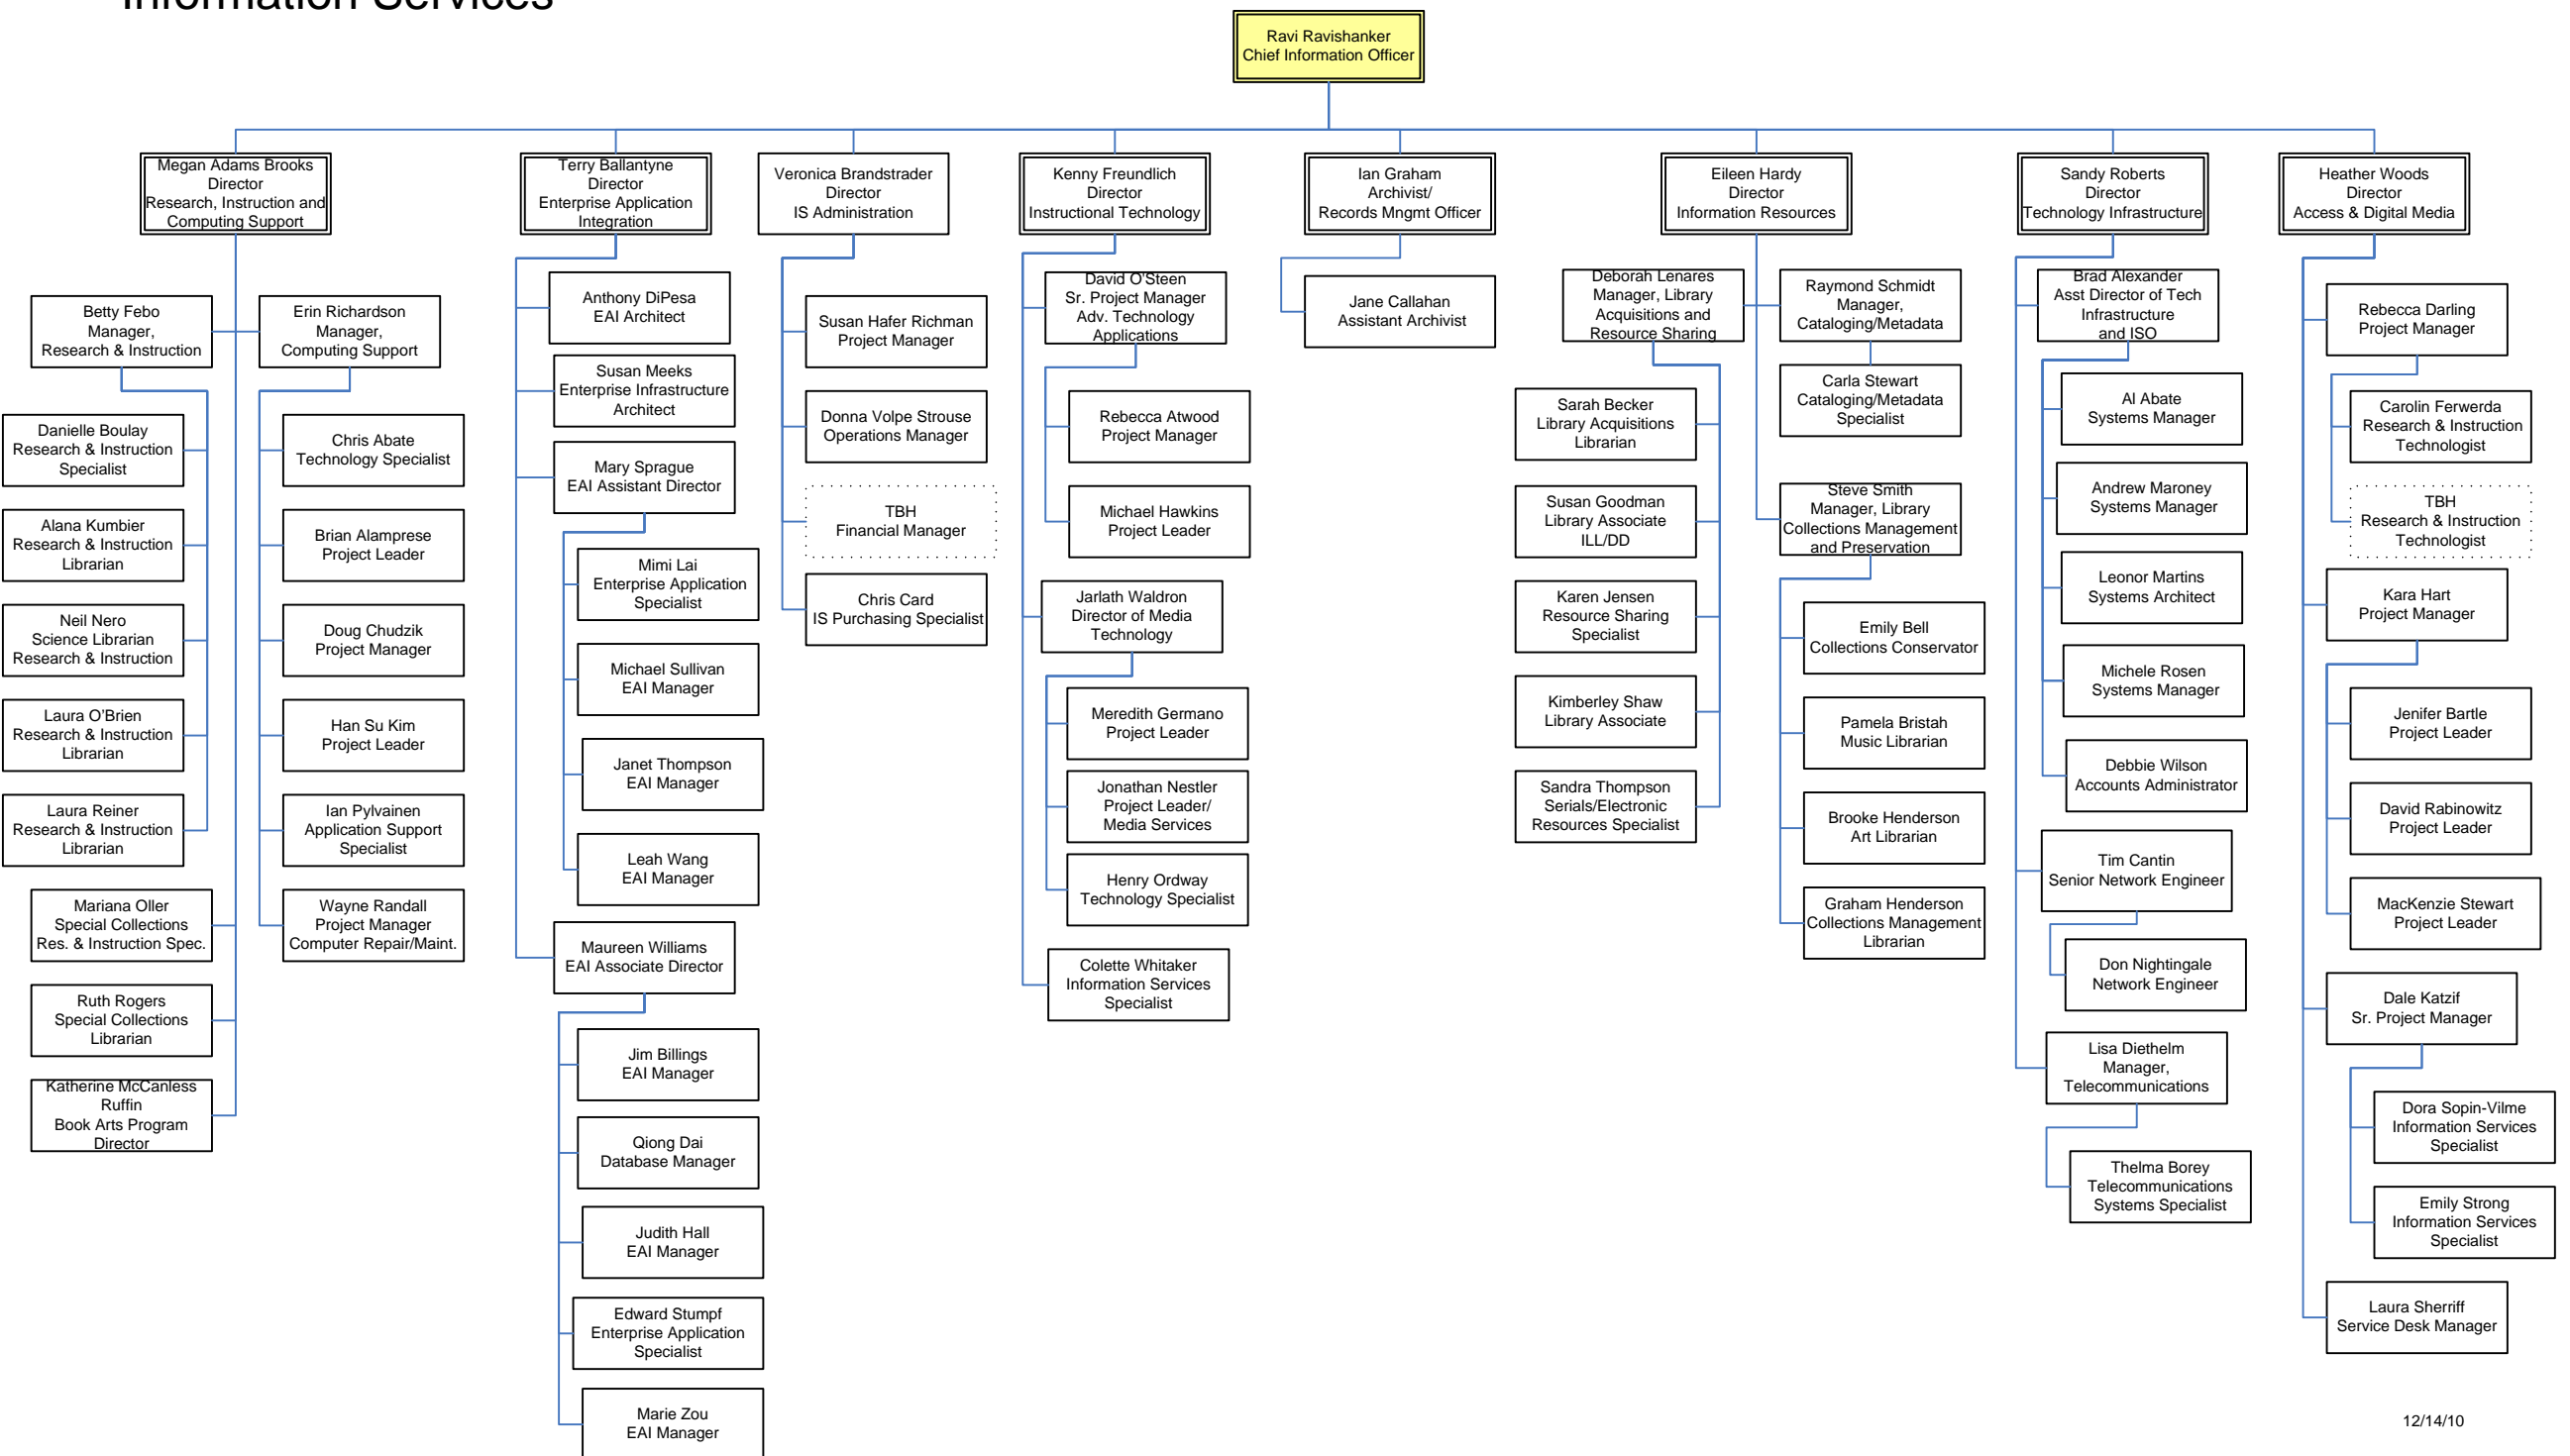 Information Services
Ravi Ravishanker
Chief Information Officer
Megan Adams Brooks
Director
Research, Instruction and
Computing Support
Terry Ballantyne
Director
Enterprise Application
Integration
Veronica Brandstrader
Director
IS Administration
Kenny Freundlich
Director
Instructional Technology
Ian Graham
Archivist/
Records Mngmt Officer
Eileen Hardy
Director
Information Resources
Sandy Roberts
Director
Technology Infrastructure
Heather Woods
Director
Access & Digital Media
Betty Febo
Manager,
Research & Instruction
Danielle Boulay
Research & Instruction
Specialist
Alana Kumbier
Research & Instruction
Librarian
Neil Nero
Science Librarian
Research & Instruction
Laura O'Brien
Research & Instruction
Librarian
Laura Reiner
Research & Instruction
Librarian
Mariana Oller
Special Collections
Res. & Instruction Spec.
Ruth Rogers
Special Collections
Librarian
Katherine McCanless
Ruffin
Book Arts Program
Director
Erin Richardson
Manager,
Computing Support
Chris Abate
Technology Specialist
Brian Alamprese
Project Leader
Doug Chudzik
Project Manager
Han Su Kim
Project Leader
Ian Pylvainen
Application Support
Specialist
Wayne Randall
Project Manager
Computer Repair/Maint.
Anthony DiPesa
EAI Architect
Susan Meeks
Enterprise Infrastructure
Architect
Mary Sprague
EAI Assistant Director
Mimi Lai
Enterprise Application
Specialist
Michael Sullivan
EAI Manager
Janet Thompson
EAI Manager
Leah Wang
EAI Manager
Maureen Williams
EAI Associate Director
Jim Billings
EAI Manager
Qiong Dai
Database Manager
Judith Hall
EAI Manager
Edward Stumpf
Enterprise Application
Specialist
Marie Zou
EAI Manager
Susan Hafer Richman
Project Manager
Donna Volpe Strouse
Operations Manager
TBH
Financial Manager
Chris Card
IS Purchasing Specialist
David O'Steen
Sr. Project Manager
Adv. Technology
Applications
Rebecca Atwood
Project Manager
Michael Hawkins
Project Leader
Jarlath Waldron
Director of Media
Technology
Meredith Germano
Project Leader
Jonathan Nestler
Project Leader/
Media Services
Henry Ordway
Technology Specialist
Colette Whitaker
Information Services
Specialist
Jane Callahan
Assistant Archivist
Deborah Lenares
Manager, Library
Acquisitions and
Resource Sharing
Sarah Becker
Library Acquisitions
Librarian
Susan Goodman
Library Associate
ILL/DD
Karen Jensen
Resource Sharing
Specialist
Kimberley Shaw
Library Associate
Sandra Thompson
Serials/Electronic
Resources Specialist
Raymond Schmidt
Manager,
Cataloging/Metadata
Carla Stewart
Cataloging/Metadata
Specialist
Steve Smith
Manager, Library
Collections Management
and Preservation
Emily Bell
Collections Conservator
Pamela Bristah
Music Librarian
Brooke Henderson
Art Librarian
Graham Henderson
Collections Management
Librarian
Brad Alexander
Asst Director of Tech
Infrastructure
and ISO
Al Abate
Systems Manager
Andrew Maroney
Systems Manager
Leonor Martins
Systems Architect
Michele Rosen
Systems Manager
Debbie Wilson
Accounts Administrator
Tim Cantin
Senior Network Engineer
Don Nightingale
Network Engineer
Lisa Diethelm
Manager,
Telecommunications
Thelma Borey
Telecommunications
Systems Specialist
Rebecca Darling
Project Manager
Carolin Ferwerda
Research & Instruction
Technologist
TBH
Research & Instruction
Technologist
Kara Hart
Project Manager
Jenifer Bartle
Project Leader
David Rabinowitz
Project Leader
MacKenzie Stewart
Project Leader
Dale Katzif
Sr. Project Manager
Dora Sopin-Vilme
Information Services
Specialist
Emily Strong
Information Services
Specialist
Laura Sherriff
Service Desk Manager
12/14/10